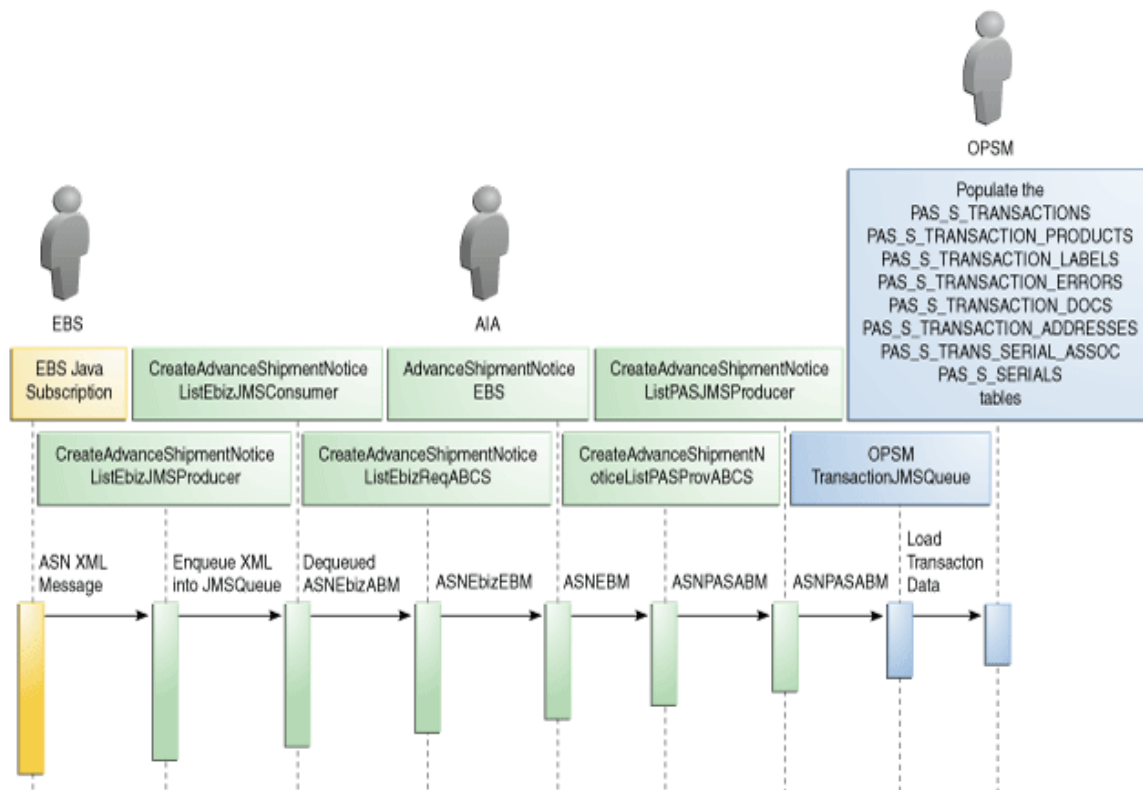 OPSM
Populate the
PAS_S_TRANSACTIONS
PAS_S_TRANSACTION_PRODUCTS
PAS_S_TRANSACTION_LABELS
PAS_S_TRANSACTION_ERRORS
PAS_S_TRANSACTION_DOCS
PAS_S_TRANSACTION_ADDRESSES
PAS_S_TRANS_SERIAL_ASSOC
PAS_S_SERIALS
tables
EBS
AIA
EBS Java
Subscription
CreateAdvanceShipmentNotice
ListEbizJMSConsumer
AdvanceShipmentNotice
EBS
CreateAdvanceShipmentNotice
ListPASJMSProducer
CreateAdvanceShipmentNotice
ListEbizJMSProducer
CreateAdvanceShipmentNotice
ListEbizReqABCS
CreateAdvanceShipmentN
oticeListPASProvABCS
OPSM
TransactionJMSQueue
ASN XML
Message
Enqueue XML
into JMSQueue
Dequeued
ASNEbizABM
ASNEbizEBM
ASNEBM
ASNPASABM
ASNPASABM
Load
Transacton
Data